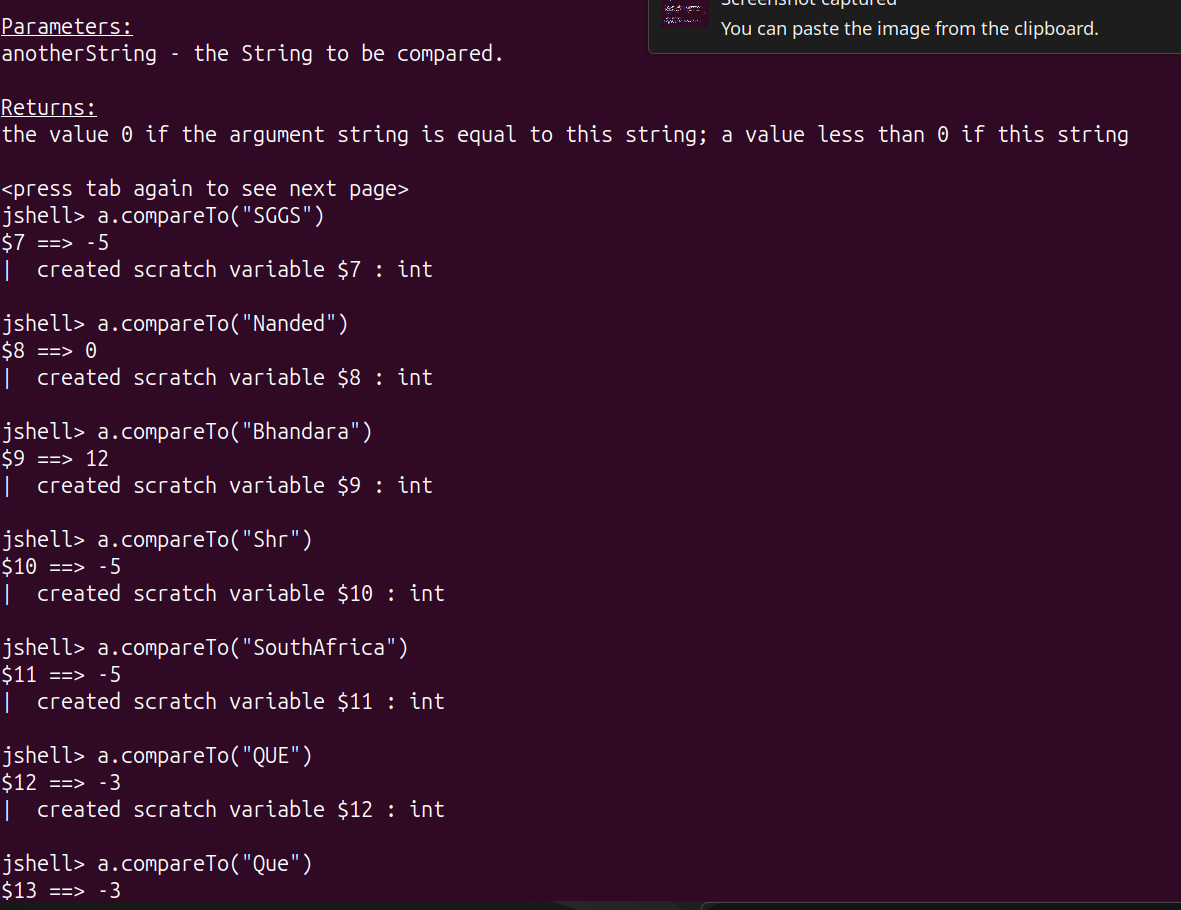 Screenshot captured
You can paste the image from the clipboard.
Parameters:
anotherString - the String to be compared.
Returns:
the value 0 if the argument string is equal to this string; a value less than 0 if this string
<press tab again to see next page>
jshell> a.compareTo("SGGS")
$7 ==> -5
|  created scratch variable $7 : int
jshell> a.compareTo("Nanded")
$8 ==> 0
|  created scratch variable $8 : int
jshell> a.compareTo("Bhandara")
$9 ==> 12
|  created scratch variable $9 : int
jshell> a.compareTo("Shr")
$10 ==> -5
|  created scratch variable $10 : int
jshell> a.compareTo("SouthAfrica")
$11 ==> -5
|  created scratch variable $11 : int
jshell> a.compareTo("QUE")
$12 ==> -3
|  created scratch variable $12 : int
jshell> a.compareTo("Que")
$13 ==> -3